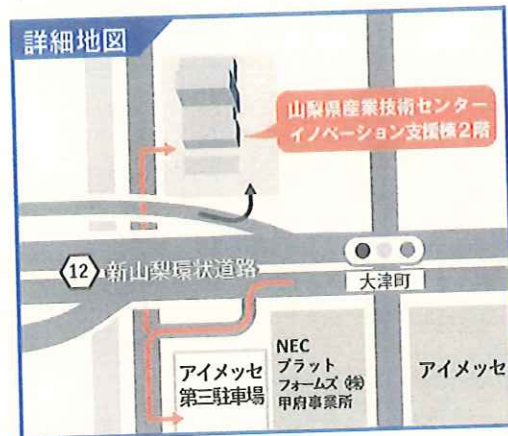 詳細地図
山梨県産業技術センター
イノベーション支援棟2階
12 新山梨環状道路
大津町
アイメッセ
第三駐車場
NEC
プラット
フォームズ (株)
甲府事業所
アイメッセ